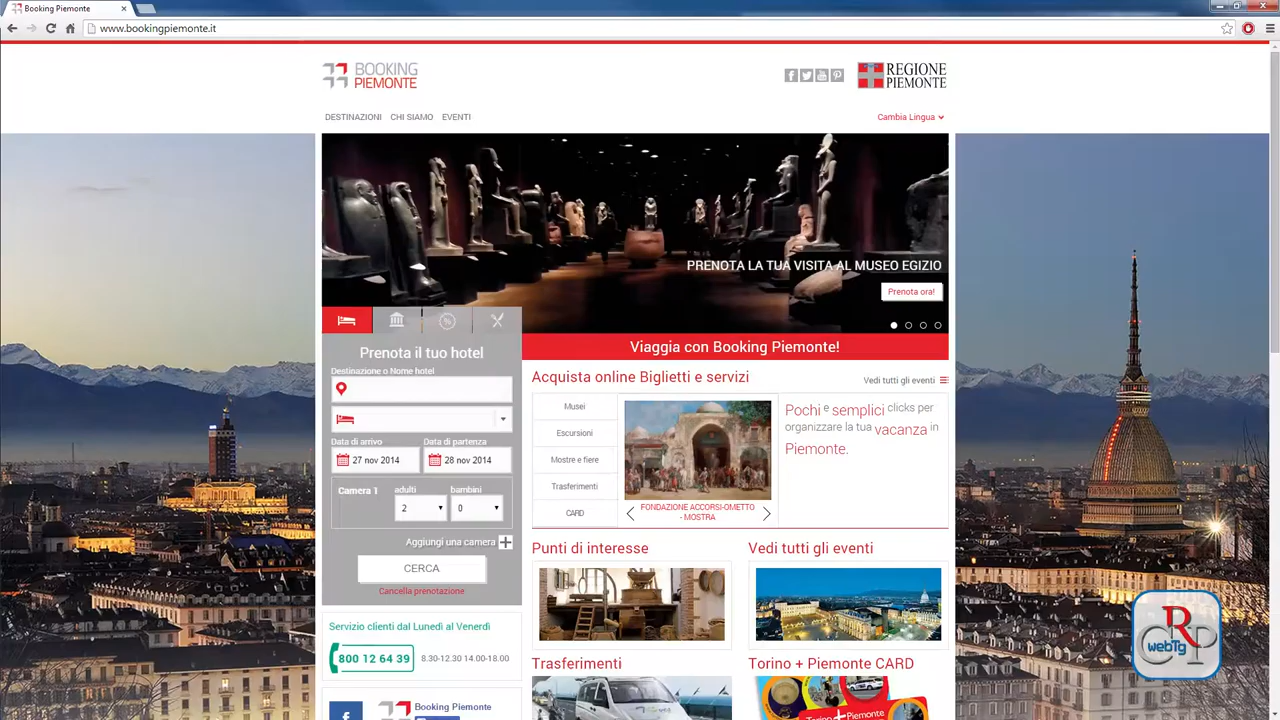 Booking Piemonte
www.bookingpiemonte.it
BOOKING
PIEMONTE
REGIONE
PIEMONTE
DESTINAZIONI CHI SIAMO EVENTI
Cambia Lingua
PRENOTA LA TUA VISITA AL MUSEO EGIZIO
Prenota ora!
Viaggia con Booking Piemonte!
Prenota il tuo hotel
Destinazione o Nome hotel
Data di arrivo Data di partenza
27 nov 2014 28 nov 2014
Camera 1 adulti bambini
2 0
Aggiungi una camera
CERCA
Cancella prenotazione
Servizio clienti dal Lunedì al Venerdì
800 12 64 39 8.30-12.30 14.00-18.00
Booking Piemonte
Acquista online Biglietti e servizi
Vedi tutti gli eventi
Musei
Escursioni
Mostre e fiere
Trasferimenti
CARD
FONDAZIONE ACCORSI-OMETTO
- MOSTRA
Pochi e semplici clicks per
organizzare la tua vacanza in
Piemonte.
Punti di interesse
Vedi tutti gli eventi
Trasferimenti
Torino + Piemonte CARD
Torino+Piemonte
CRP
webTg